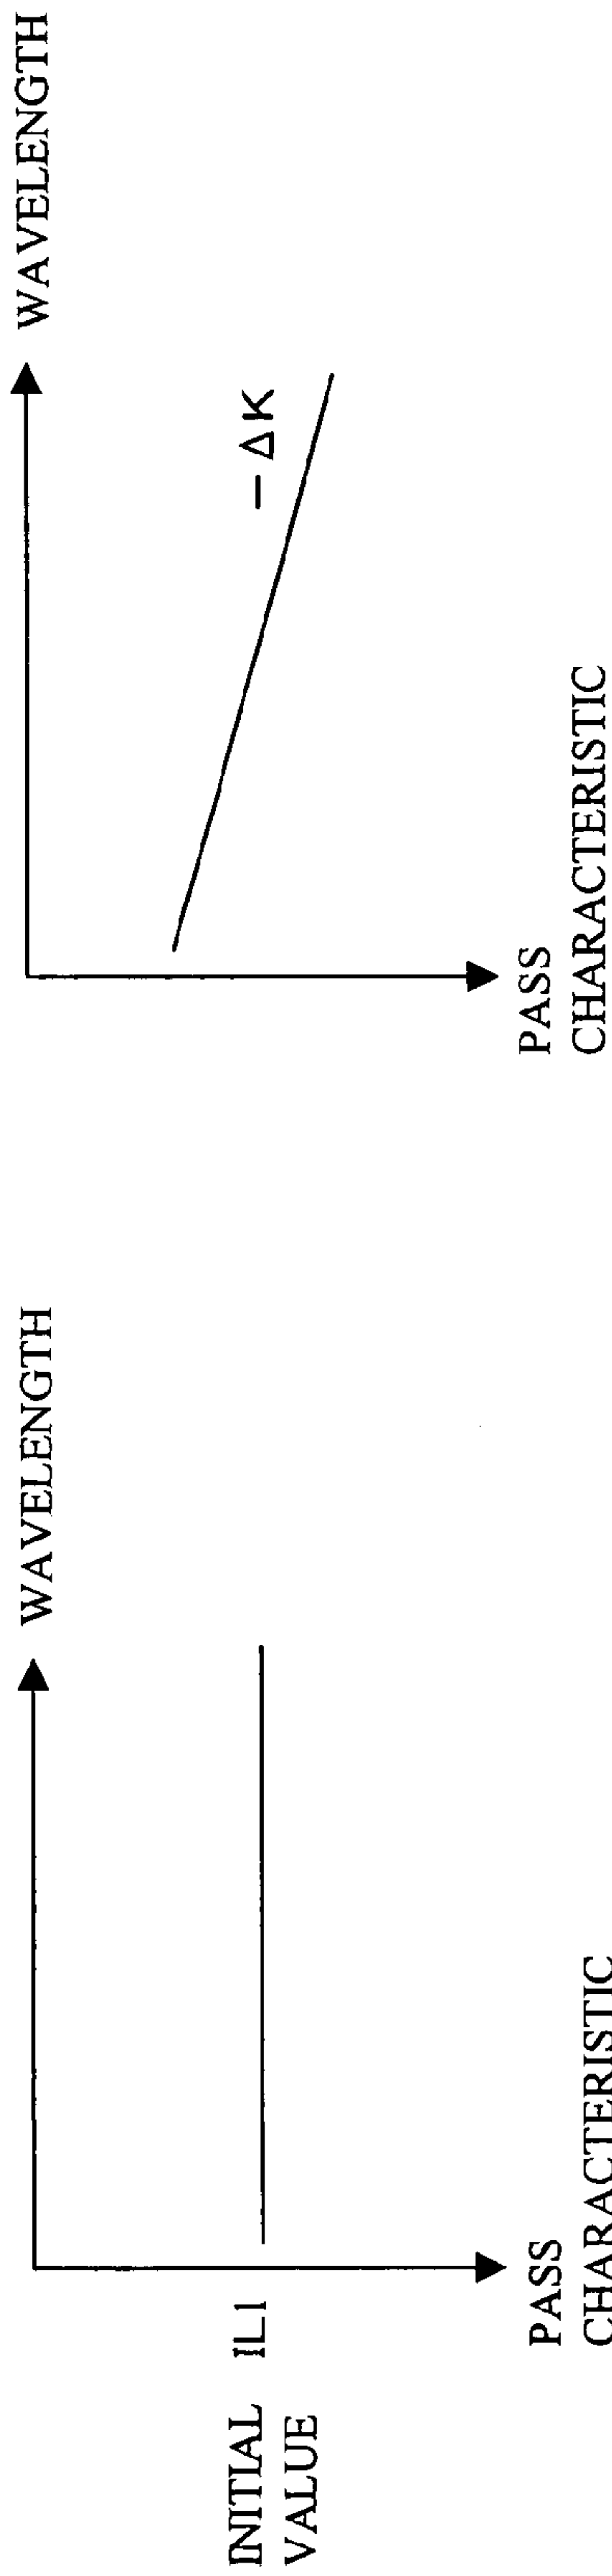 WAVELENGTH
INITIAL
VALUE
IL1
PASS
CHARACTERISTIC
WAVELENGTH
− ΔK
PASS
CHARACTERISTIC